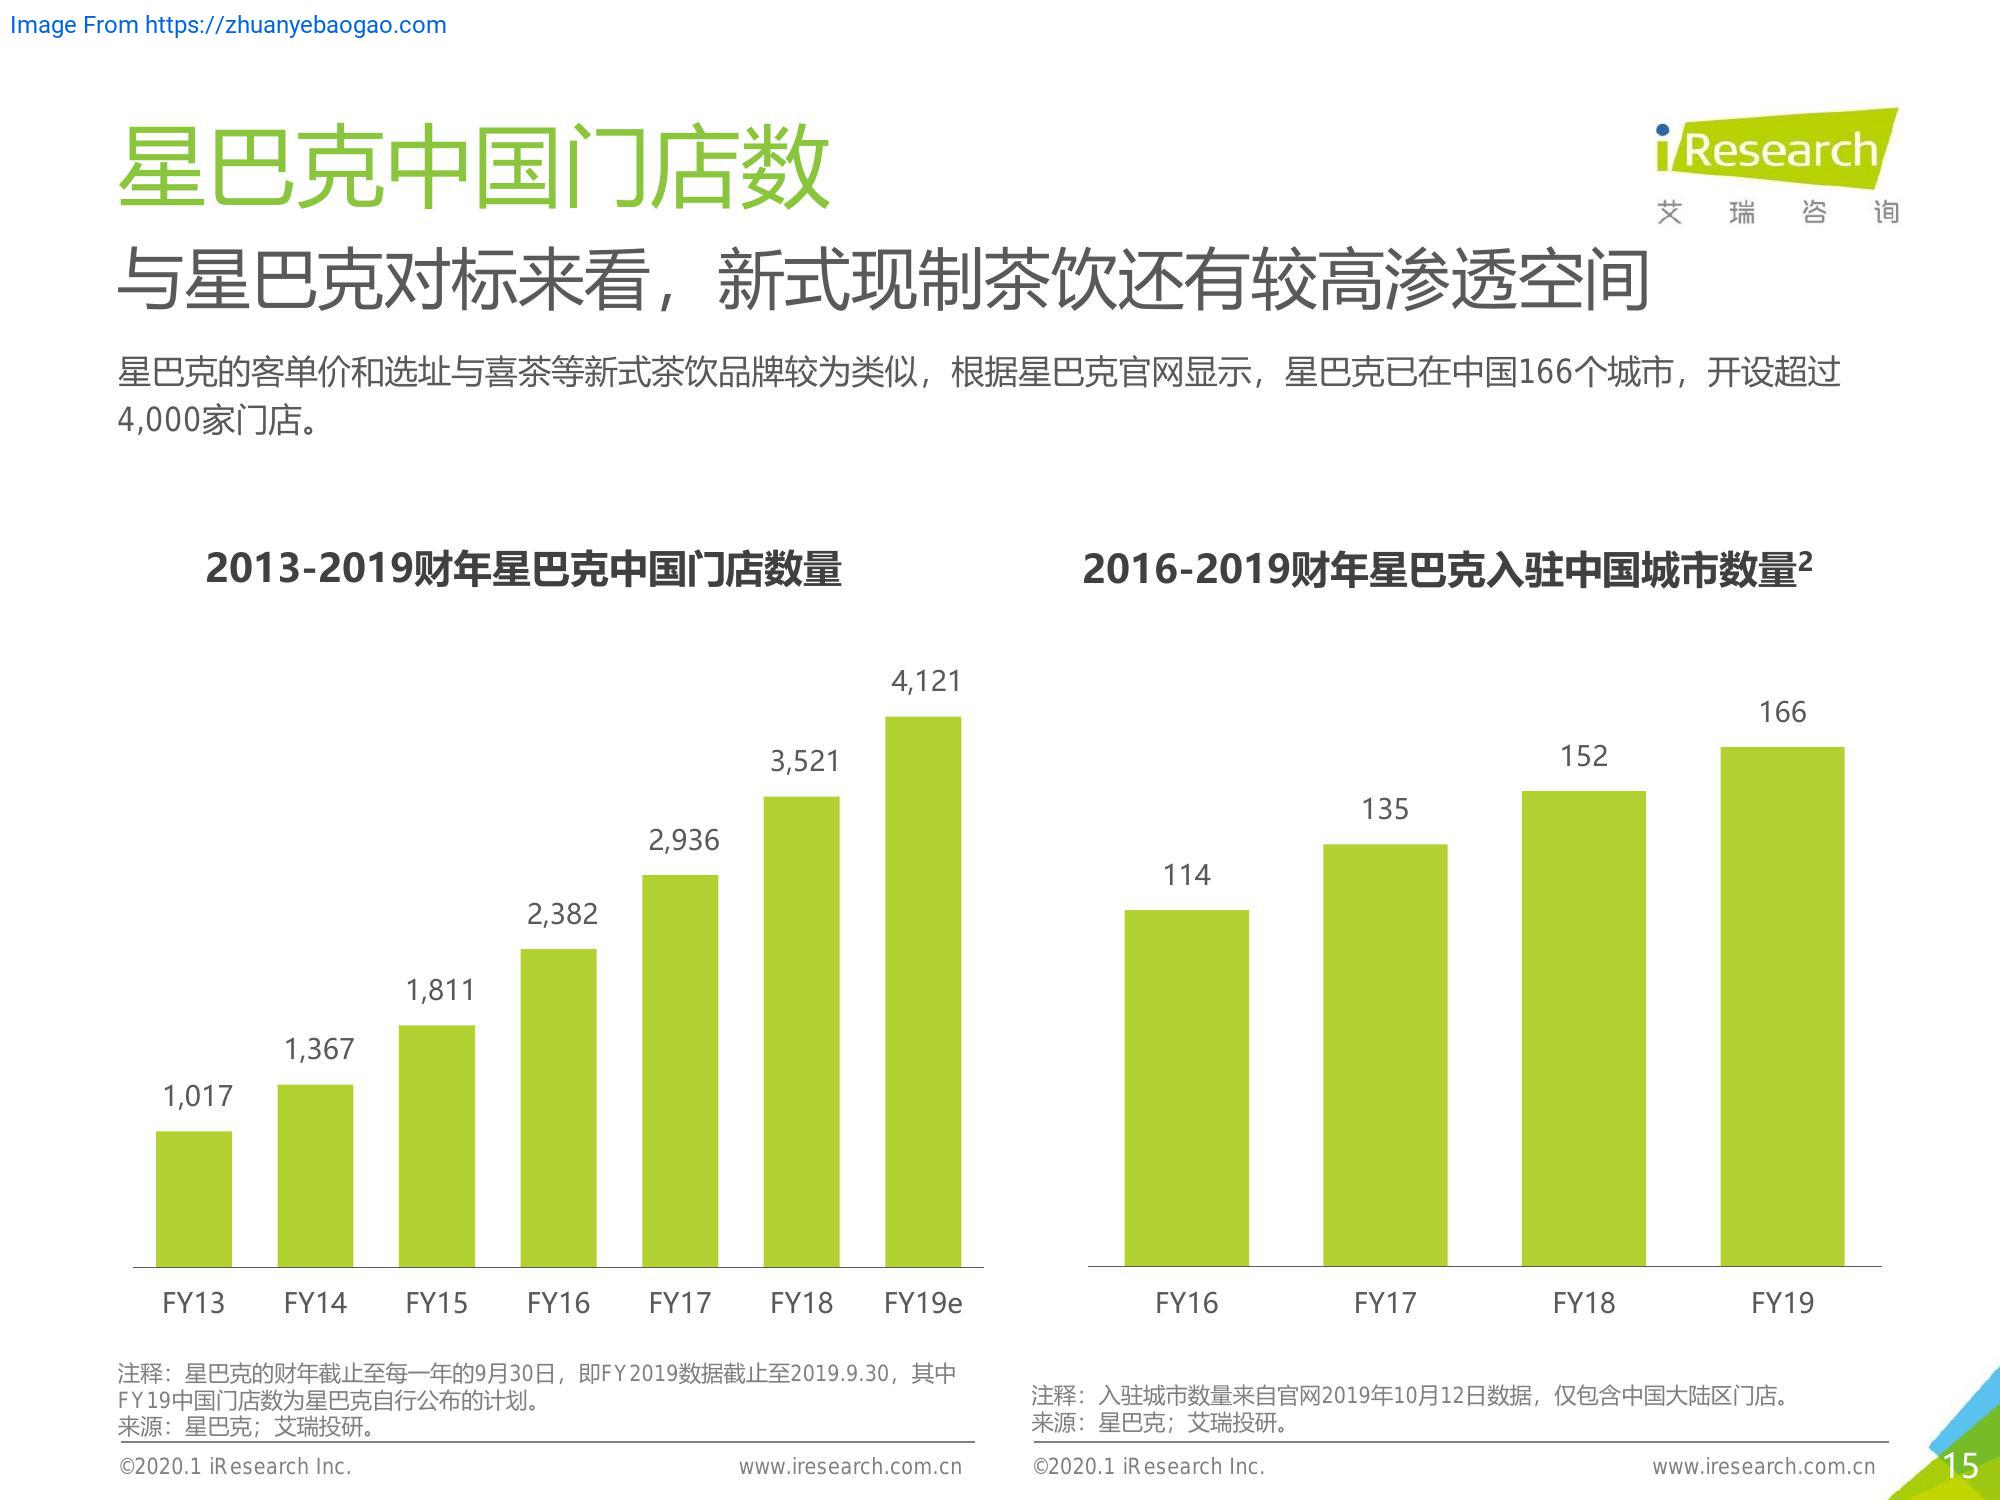 Image From https://zhuanyebaogao.com
星巴克中国门店数
iResearch
艾瑞咨询
与星巴克对标来看，新式现制茶饮还有较高渗透空间
星巴克的客单价和选址与喜茶等新式茶饮品牌较为类似，根据星巴克官网显示，星巴克已在中国166个城市，开设超过
4,000家门店。
2013-2019财年星巴克中国门店数量
4,121
3,521
2,936
2,382
1,811
1,367
1,017
FY13 FY14 FY15 FY16 FY17 FY18 FY19e
注释：星巴克的财年截止至每一年的9月30日，即FY2019数据截止至2019.9.30，其中
FY19中国门店数为星巴克自行公布的计划。
来源：星巴克；艾瑞投研。
©2020.1 iResearch Inc. www.iresearch.com.cn
2016-2019财年星巴克入驻中国城市数量²
166
152
135
114
FY16 FY17 FY18 FY19
注释：入驻城市数量来自官网2019年10月12日数据，仅包含中国大陆区门店。
来源：星巴克；艾瑞投研。
©2020.1 iResearch Inc. www.iresearch.com.cn
15